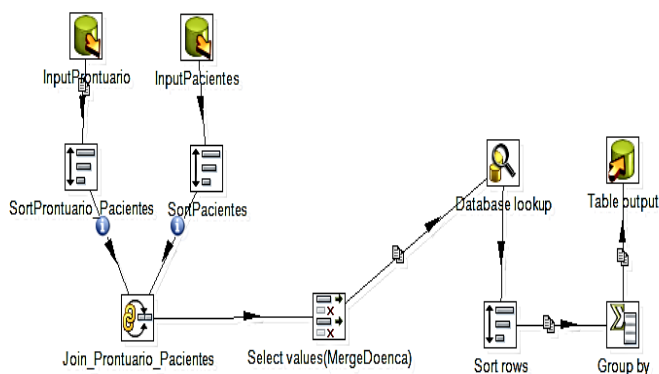 InputProntuario
InputPacientes
SortProntuario_Pacientes
SortPacientes
Database lookup
Table output
Join_Prontuario_Pacientes
Select values(MergeDoenca)
Sort rows
Group by